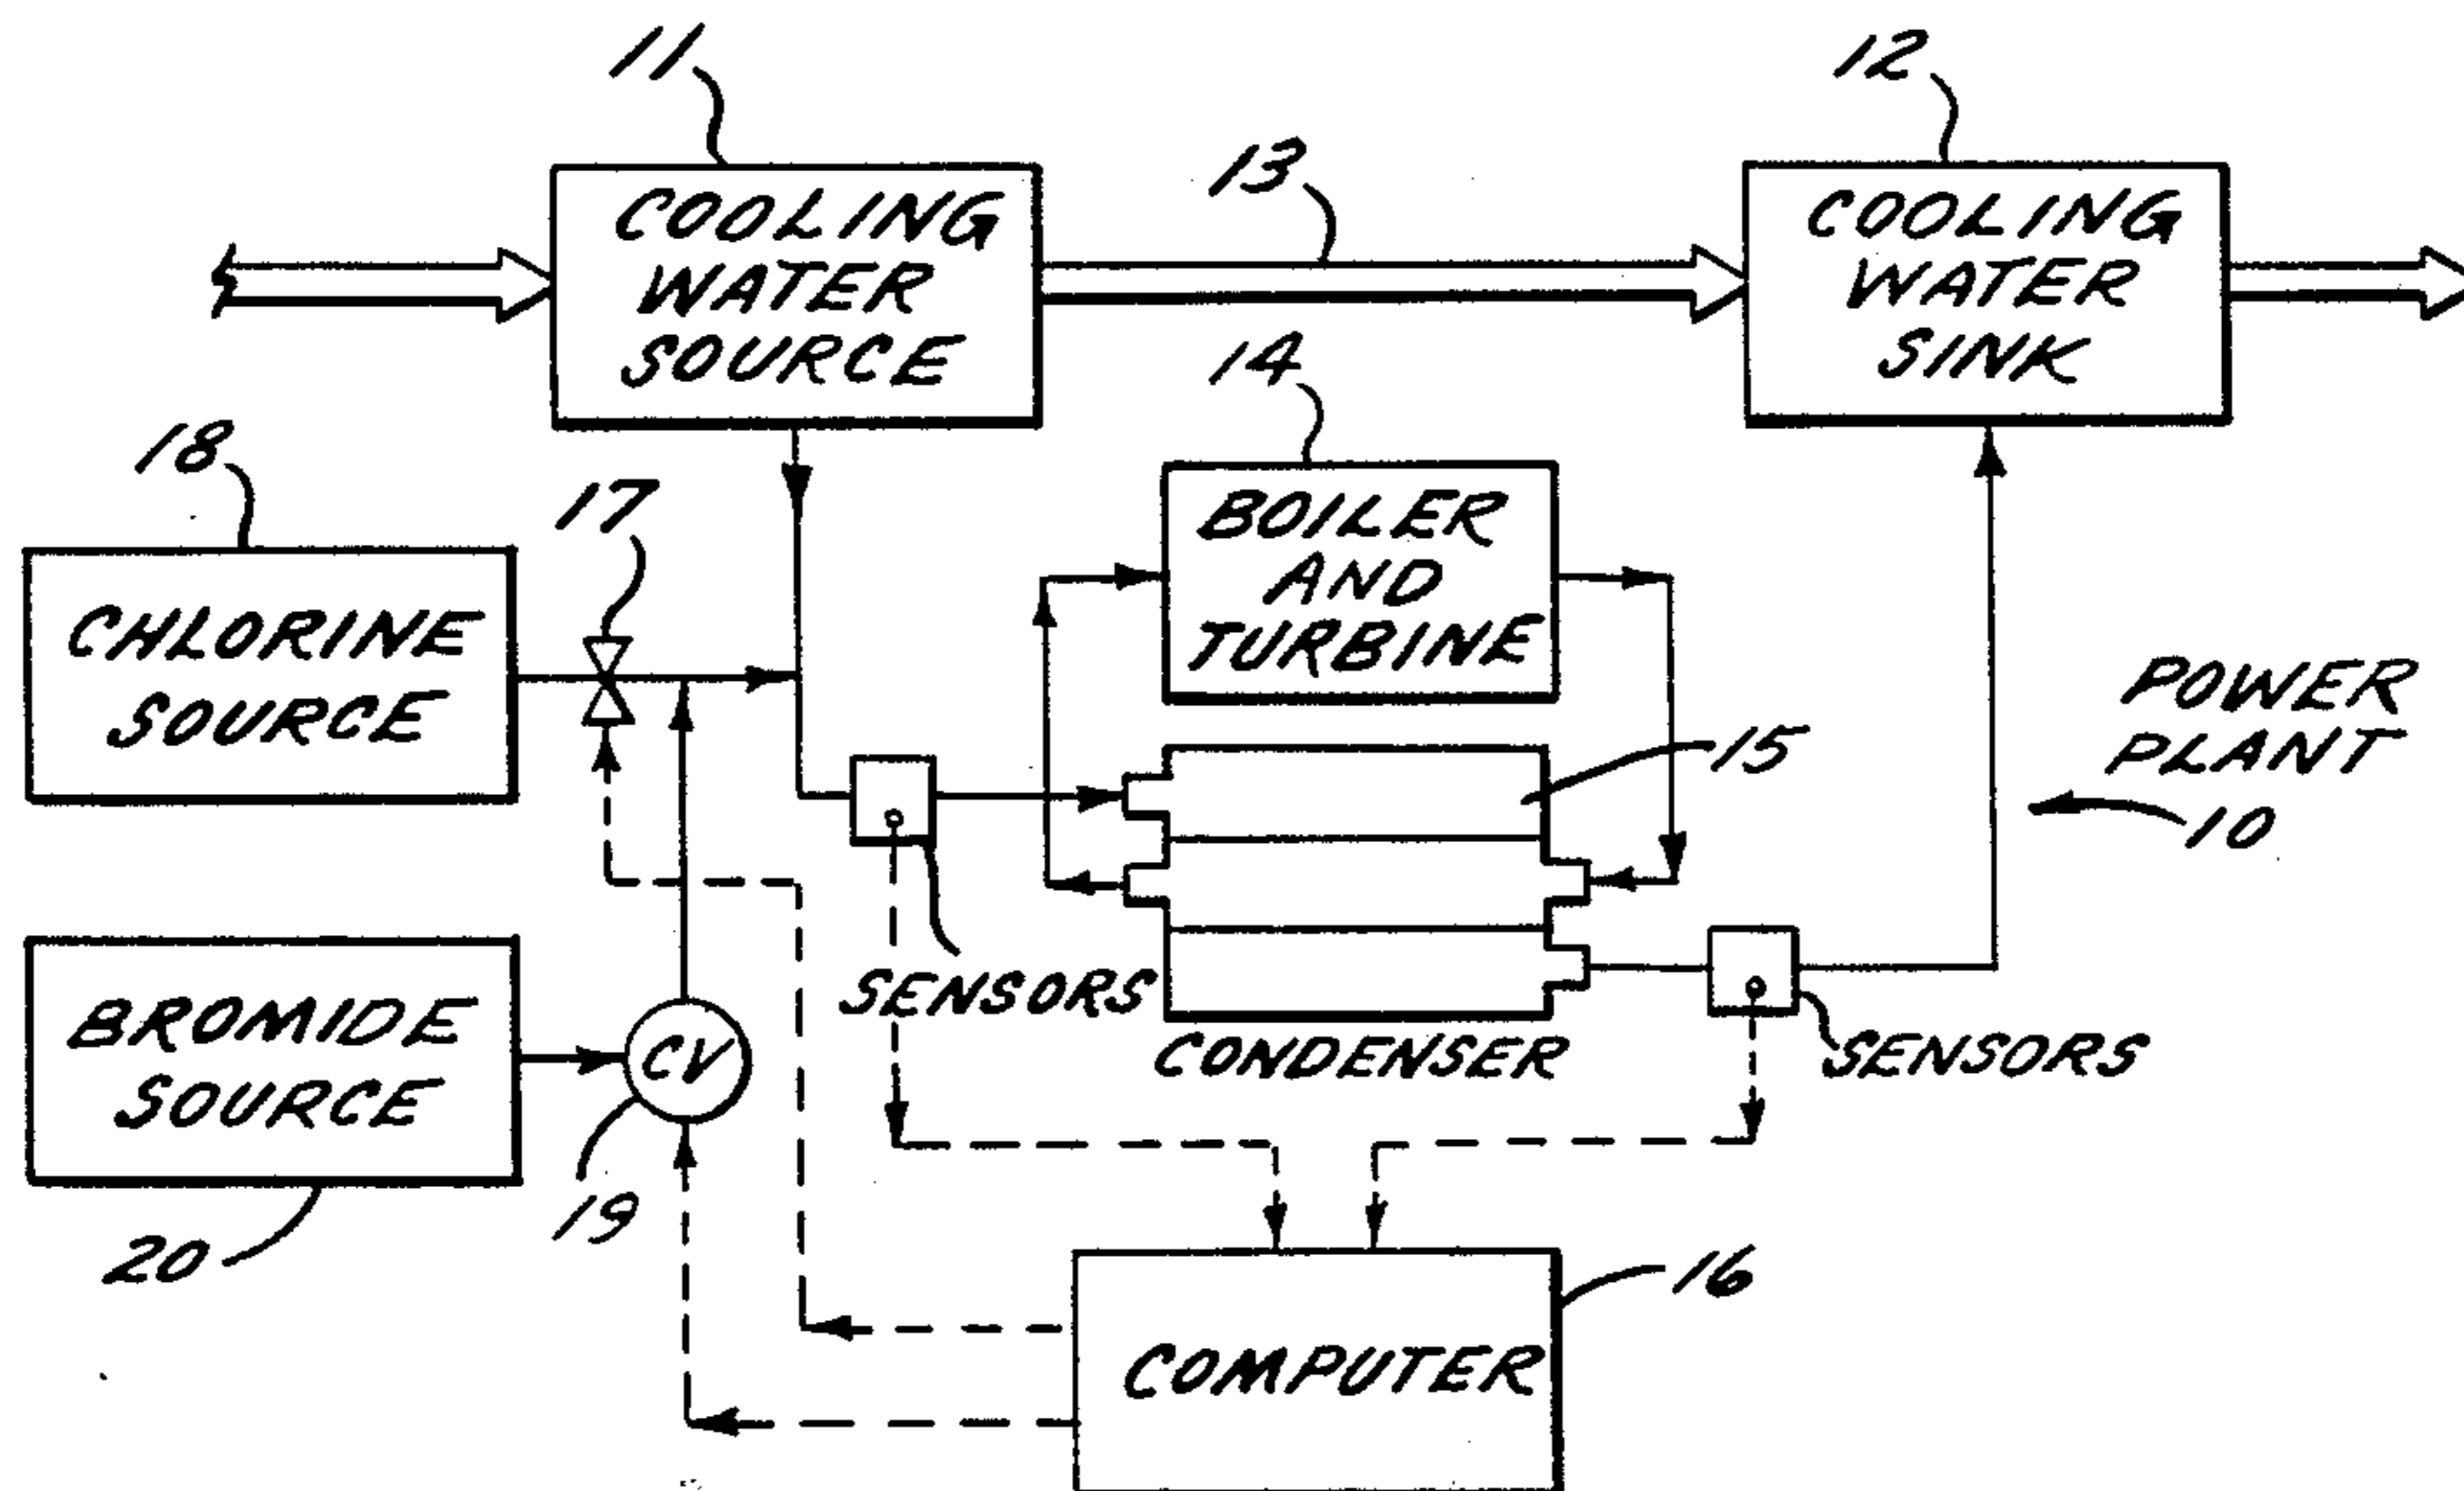 11
12
13
COOLING
WATER
SOURCE
COOLING
WATER
SINK
14
18
17
BOILER
AND
TURBINE
CHLORINE
SOURCE
POWER
PLANT
10
15
SENSORS
CONDENSER
SENSORS
BROMIDE
SOURCE
CV
19
20
16
COMPUTER